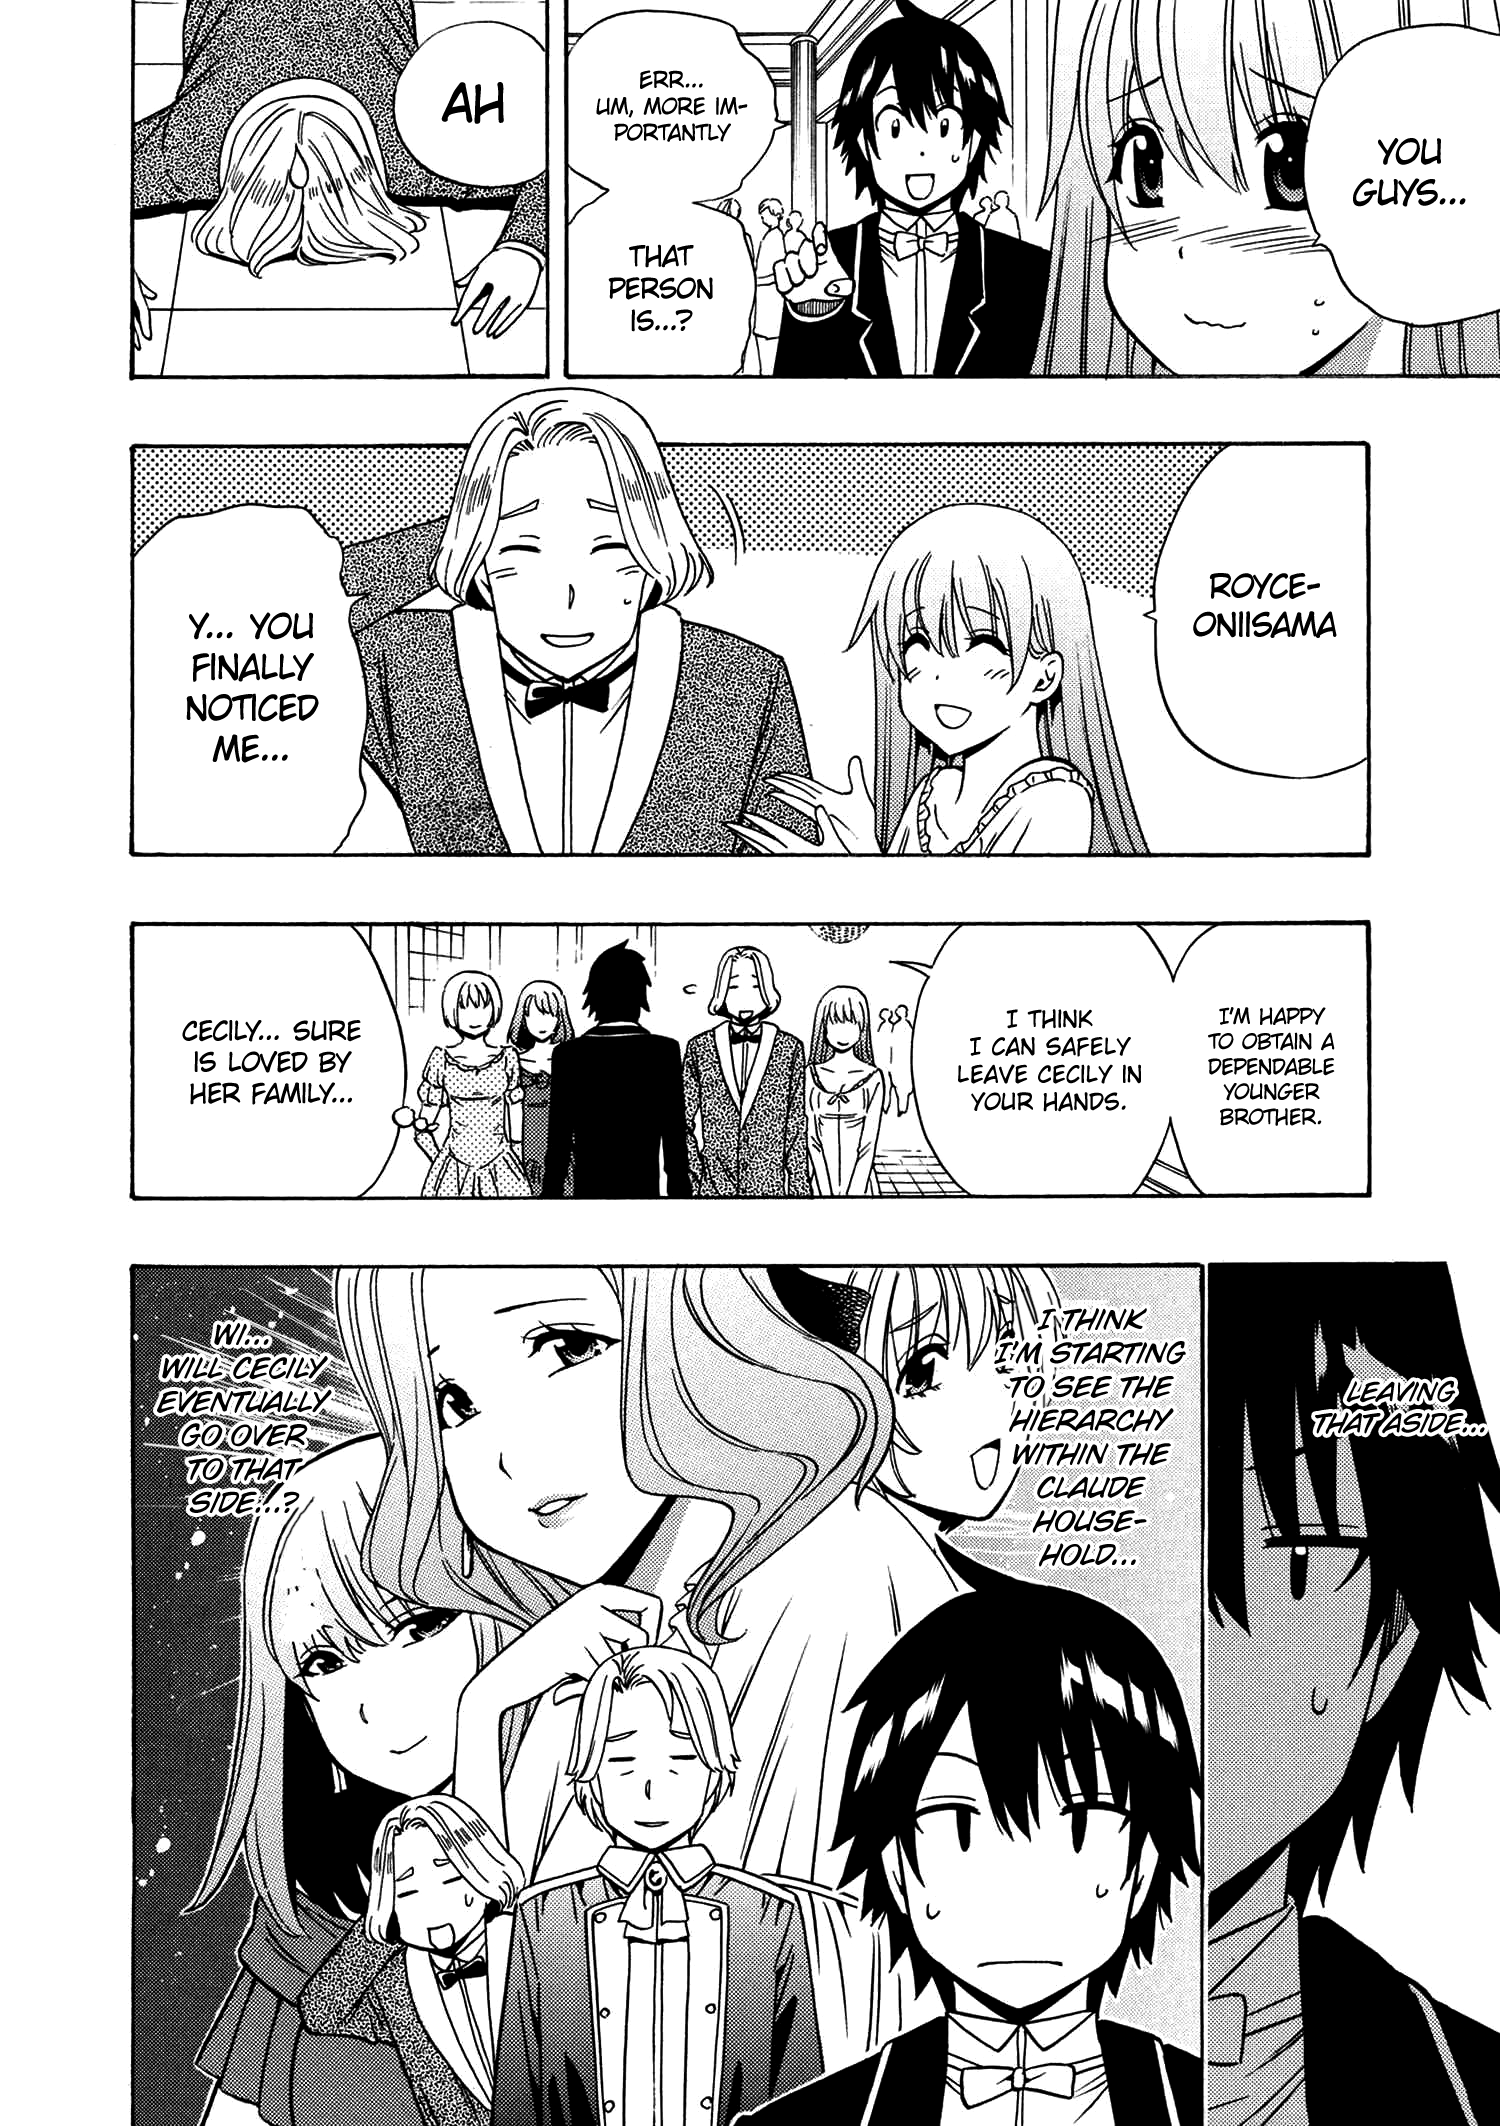 YOU
GUYS...
ERR...
UM, MORE IM-
PORTANTLY
THAT
PERSON
IS...?
AH
ROYCE-
ONIISAMA
Y... YOU
FINALLY
NOTICED
ME...
I'M HAPPY
TO OBTAIN A
DEPENDABLE
YOUNGER
BROTHER.
I THINK
I CAN SAFELY
LEAVE CECILY IN
YOUR HANDS.
CECILY... SURE
IS LOVED BY
HER FAMILY...
LEAVING
THAT ASIDE...
I THINK
I'M STARTING
TO SEE THE
HIERARCHY
WITHIN THE
CLAUDE
HOUSE-
HOLD...
WI...
WILL CECILY
EVENTUALLY
GO OVER
TO THAT
SIDE...?